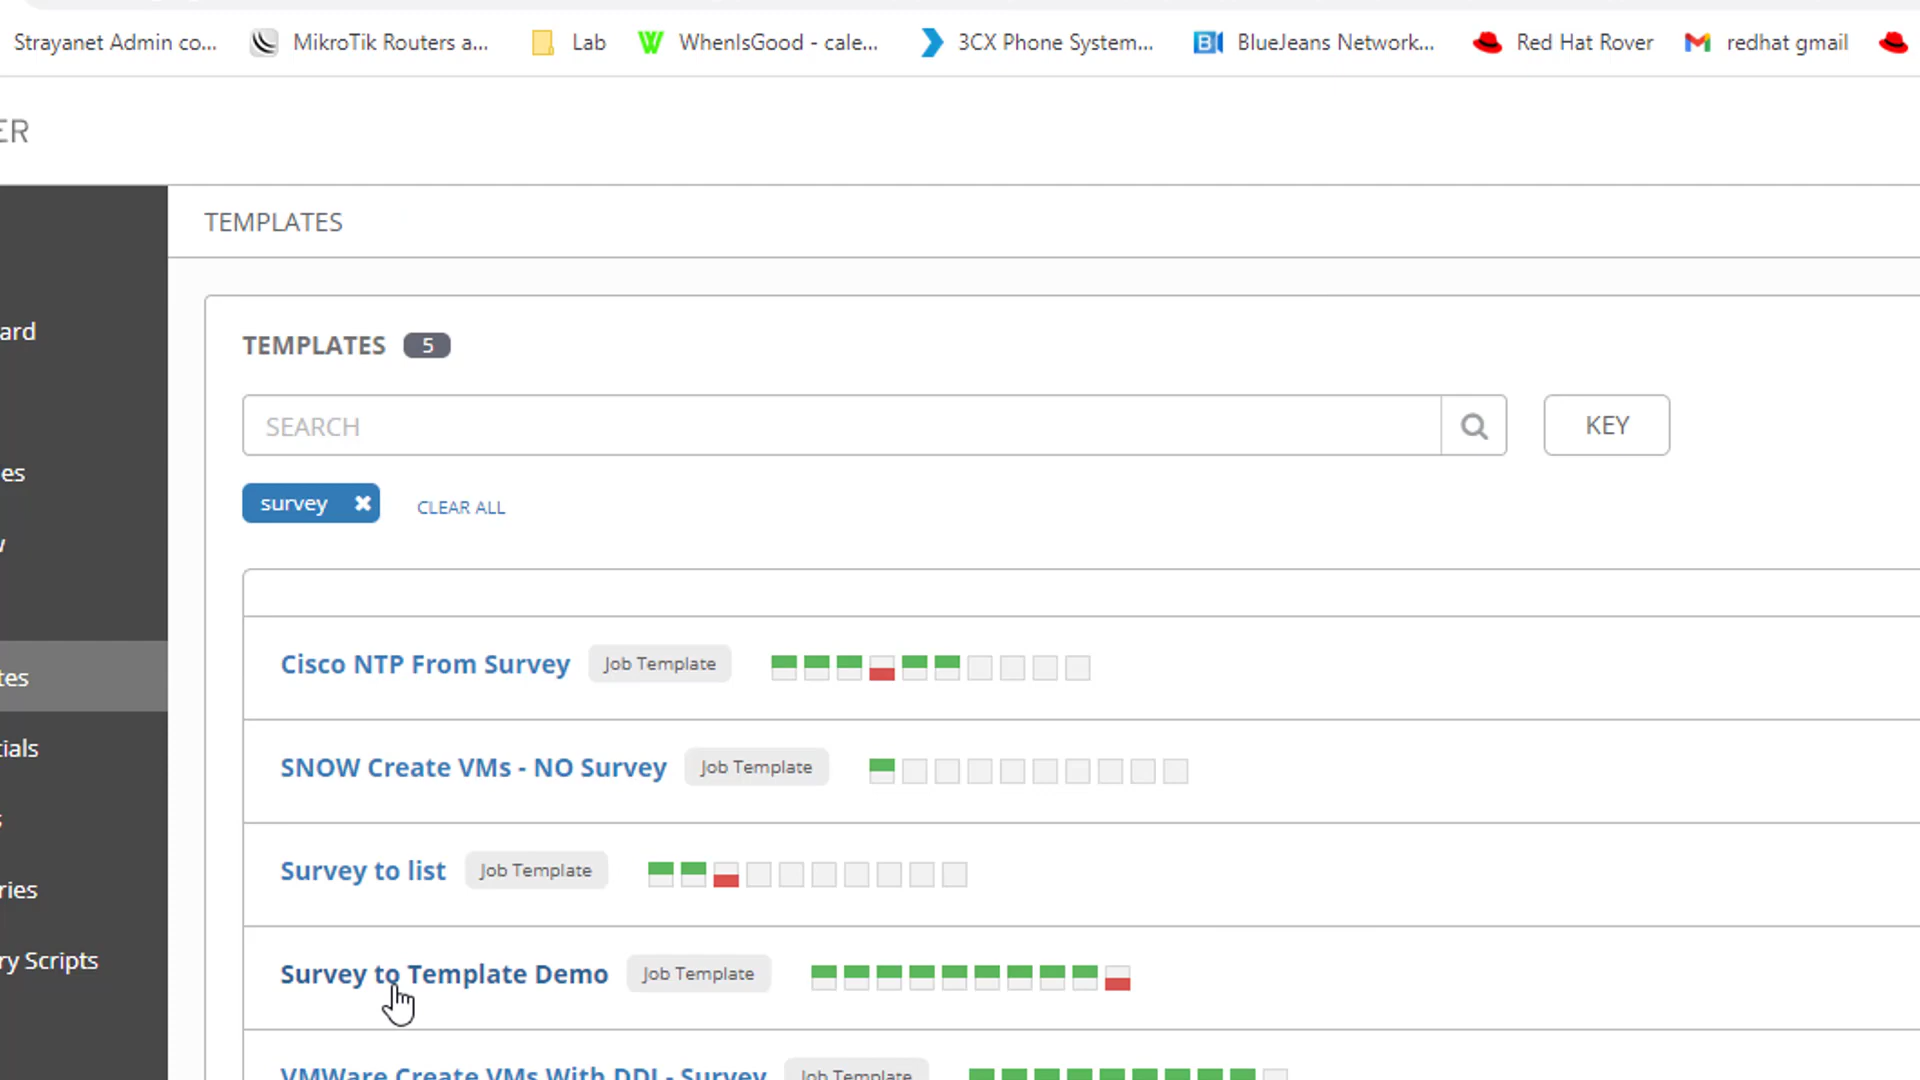 Strayanet Admin co... MikroTik Routers a... Lab WhenIsGood - cale... 3CX Phone System... BlueJeans Network... Red Hat Rover redhat gmail
ER
TEMPLATES
ard
TEMPLATES 5
SEARCH KEY
es
survey CLEAR ALL
Cisco NTP From Survey Job Template
tes
ials
SNOW Create VMs - NO Survey Job Template
Survey to list Job Template
ries
ry Scripts
Survey to Template Demo Job Template
VMWare Create VMs With DDI - Survey Job Template